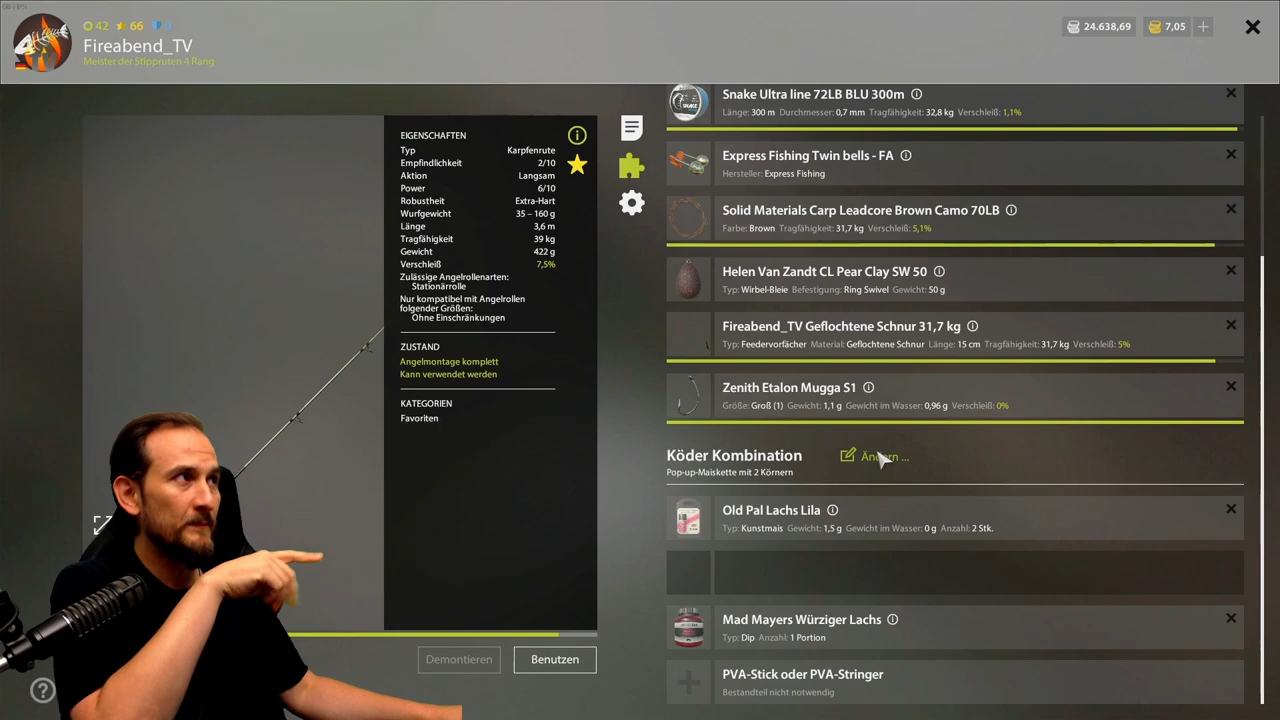 42 66 0
Fireabend_TV
Meister der Stippruten 4 Rang
24.638,69
7,05
EIGENSCHAFTEN
Typ Karpfenrute
Empfindlichkeit 2/10
Aktion Langsam
Power 6/10
Robustheit Extra-Hart
Wurfgewicht 35 – 160 g
Länge 3,6 m
Tragfähigkeit 39 kg
Gewicht 422 g
Verschleiß 7,5%
Zulässige Angelrollenarten:
Stationärrolle
Nur kompatibel mit Angelrollen
folgender Größen:
Ohne Einschränkungen
ZUSTAND
Angelmontage komplett
Kann verwendet werden
KATEGORIEN
Favoriten
Demontieren
Benutzen
Snake Ultra line 72LB BLU 300m
Länge: 300 m Durchmesser: 0,7 mm Tragfähigkeit: 32,8 kg Verschleiß: 1,1%
Express Fishing Twin bells - FA
Hersteller: Express Fishing
Solid Materials Carp Leadcore Brown Camo 70LB
Farbe: Brown Tragfähigkeit: 31,7 kg Verschleiß: 5,1%
Helen Van Zandt CL Pear Clay SW 50
Typ: Wirbel-Bleie Befestigung: Ring Swivel Gewicht: 50 g
Fireabend_TV Geflochtene Schnur 31,7 kg
Typ: Feedervorfächer Material: Geflochtene Schnur Länge: 15 cm Tragfähigkeit: 31,7 kg Verschleiß: 5%
Zenith Etalon Mugga S1
Größe: Groß (1) Gewicht: 1,1 g Gewicht im Wasser: 0,96 g Verschleiß: 0%
Köder Kombination Ändern ...
Pop-up-Maiskette mit 2 Körnern
Old Pal Lachs Lila
Typ: Kunstmais Gewicht: 1,5 g Gewicht im Wasser: 0 g Anzahl: 2 Stk.
Mad Mayers Würziger Lachs
Typ: Dip Anzahl: 1 Portion
PVA-Stick oder PVA-Stringer
Bestandteil nicht notwendig